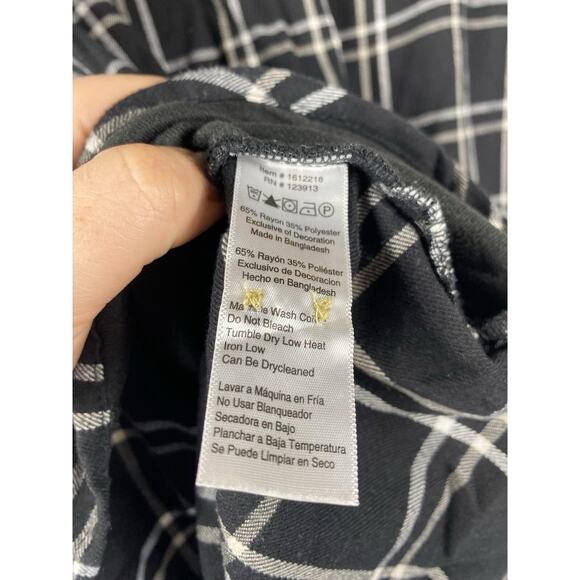 Item # 1612218
RN # 123913
65% Rayon 35% Polyester
Exclusive of Decoration
Made in Bangladesh
65% Rayón 35% Poliéster
Exclusivo de Decoracion
Hecho en Bangladesh
Wash
Do Not Bleach
Tumble Dry Low Heat
Iron Low
Can be Drycleaned
Lavar a Máquina en Fría
No Usar Blanqueador
Secadora en Bajo
Planchar a Baja Temperatura
Se Puede Limpiar en Seco